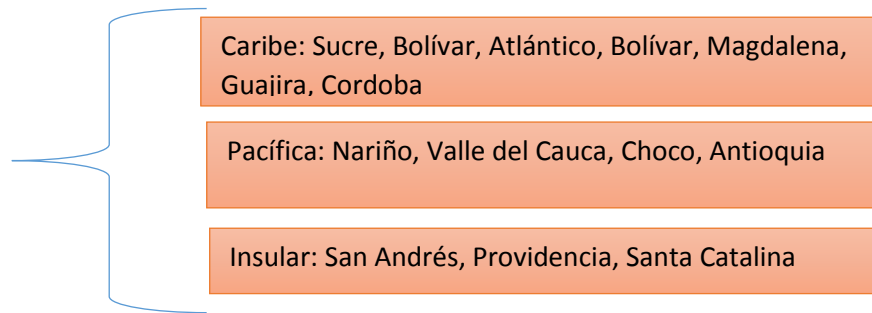 Caribe: Sucre, Bolívar, Atlántico, Bolívar, Magdalena,
Guajira, Cordoba
Pacífica: Nariño, Valle del Cauca, Choco, Antioquia
Insular: San Andrés, Providencia, Santa Catalina